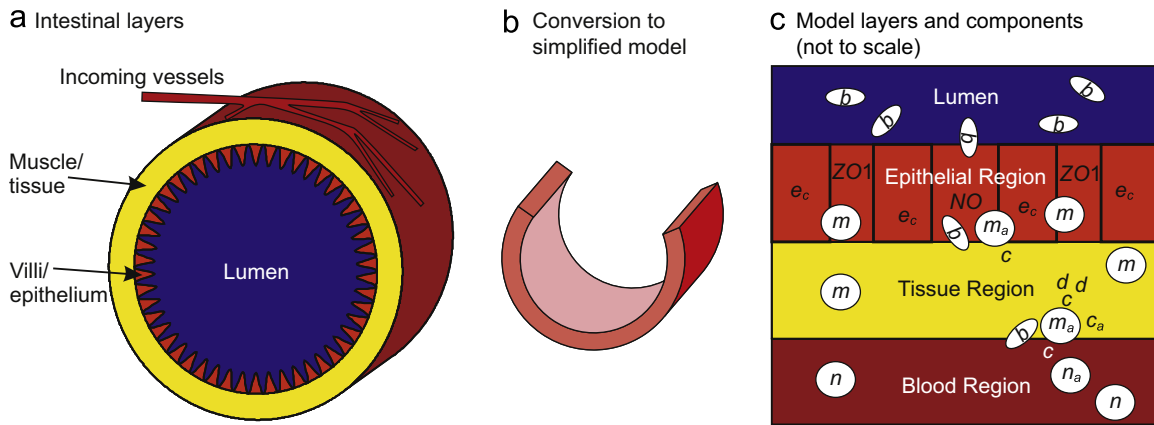 a Intestinal layers
Incoming vessels
Muscle/
tissue
Villi/
epithelium
Lumen
b Conversion to
simplified model
c Model layers and components
(not to scale)
Lumen
b
b
b
b
b
ZO1
ZO1
Epithelial Region
e_c
NO
e_c
e_c
e_c
m
m
b
m_a
c
m
m
Tissue Region
d d
c
m_a
c_a
b
c
n
Blood Region
n_a
n